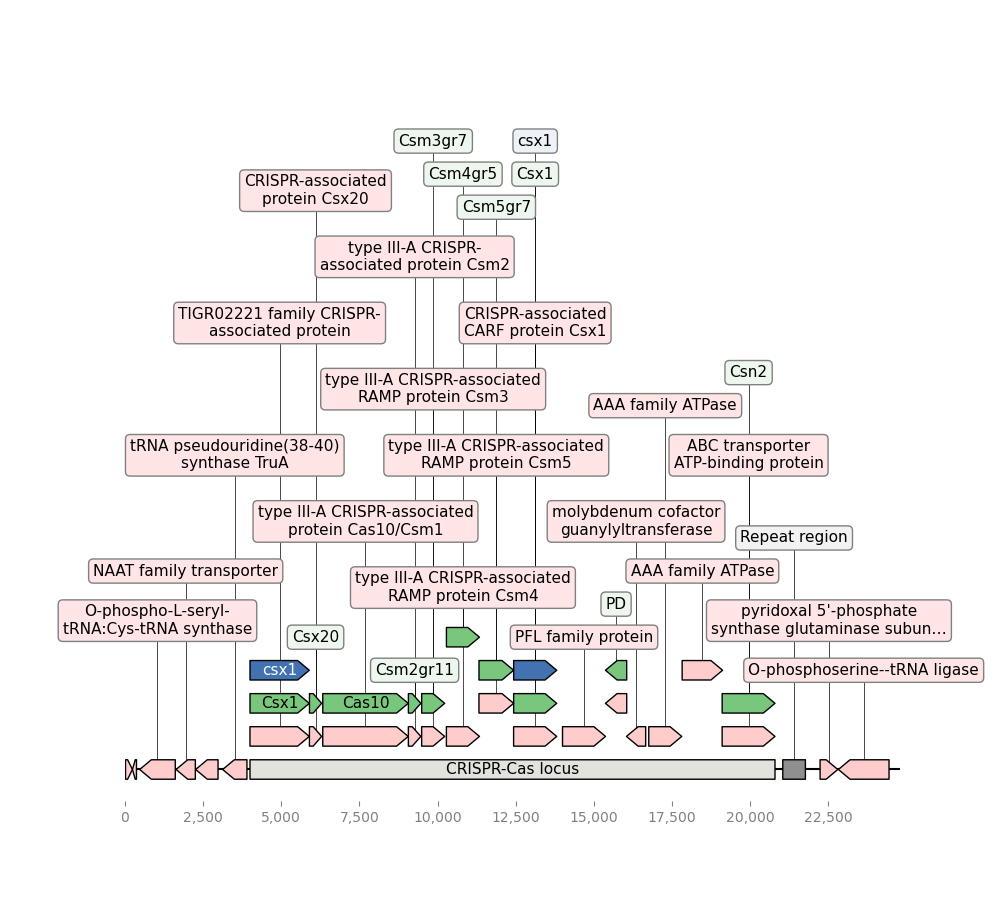 Csm3gr7
csx1
Csm4gr5
Csx1
CRISPR-associated
protein Csx20
Csm5gr7
type III-A CRISPR-
associated protein Csm2
TIGR02221 family CRISPR-
associated protein
CRISPR-associated
CARF protein Csx1
type III-A CRISPR-associated
RAMP protein Csm3
Csn2
AAA family ATPase
tRNA pseudouridine(38-40)
synthase TruA
type III-A CRISPR-associated
RAMP protein Csm5
ABC transporter
ATP-binding protein
type III-A CRISPR-associated
protein Cas10/Csm1
molybdenum cofactor
guanylyltransferase
Repeat region
NAAT family transporter
type III-A CRISPR-associated
RAMP protein Csm4
AAA family ATPase
O-phospho-L-seryl-
tRNA:Cys-tRNA synthase
PD
pyridoxal 5'-phosphate
synthase glutaminase subun...
Csx20
PFL family protein
csx1
Csm2gr11
O-phosphoserine--tRNA ligase
Csx1
Cas10
CRISPR-Cas locus
0
2,500
5,000
7,500
10,000
12,500
15,000
17,500
20,000
22,500